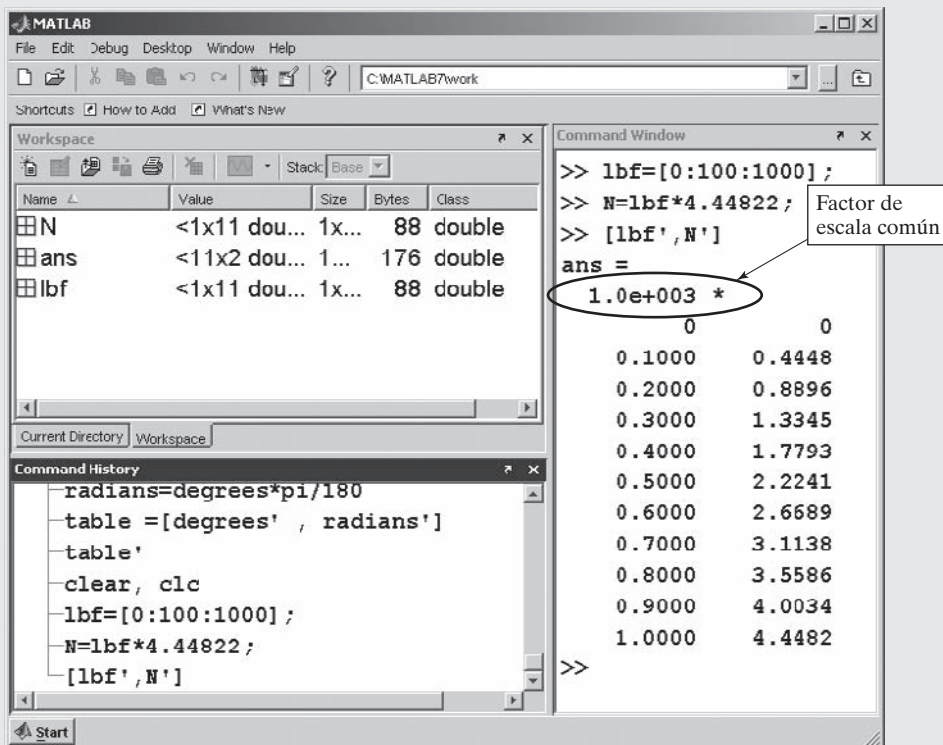 MATLAB
File Edit Debug Desktop Window Help
C:\MATLAB7\work
...
Shortcuts How to Add What's New
Workspace
Stack: Base
Name Value Size Bytes Class
N <1x11 dou... 1x... 88 double
ans <11x2 dou... 1... 176 double
lbf <1x11 dou... 1x... 88 double
Current Directory Workspace
Command History
radians=degrees*pi/180
table =[degrees' , radians']
table'
clear, clc
lbf=[0:100:1000];
N=lbf*4.44822;
[lbf',N']
Start
Command Window
>> lbf=[0:100:1000];
>> N=lbf*4.44822;
>> [lbf',N']
ans =
1.0e+003 *
0 0
0.1000 0.4448
0.2000 0.8896
0.3000 1.3345
0.4000 1.7793
0.5000 2.2241
0.6000 2.6689
0.7000 3.1138
0.8000 3.5586
0.9000 4.0034
1.0000 4.4482
>>
Factor de
escala común